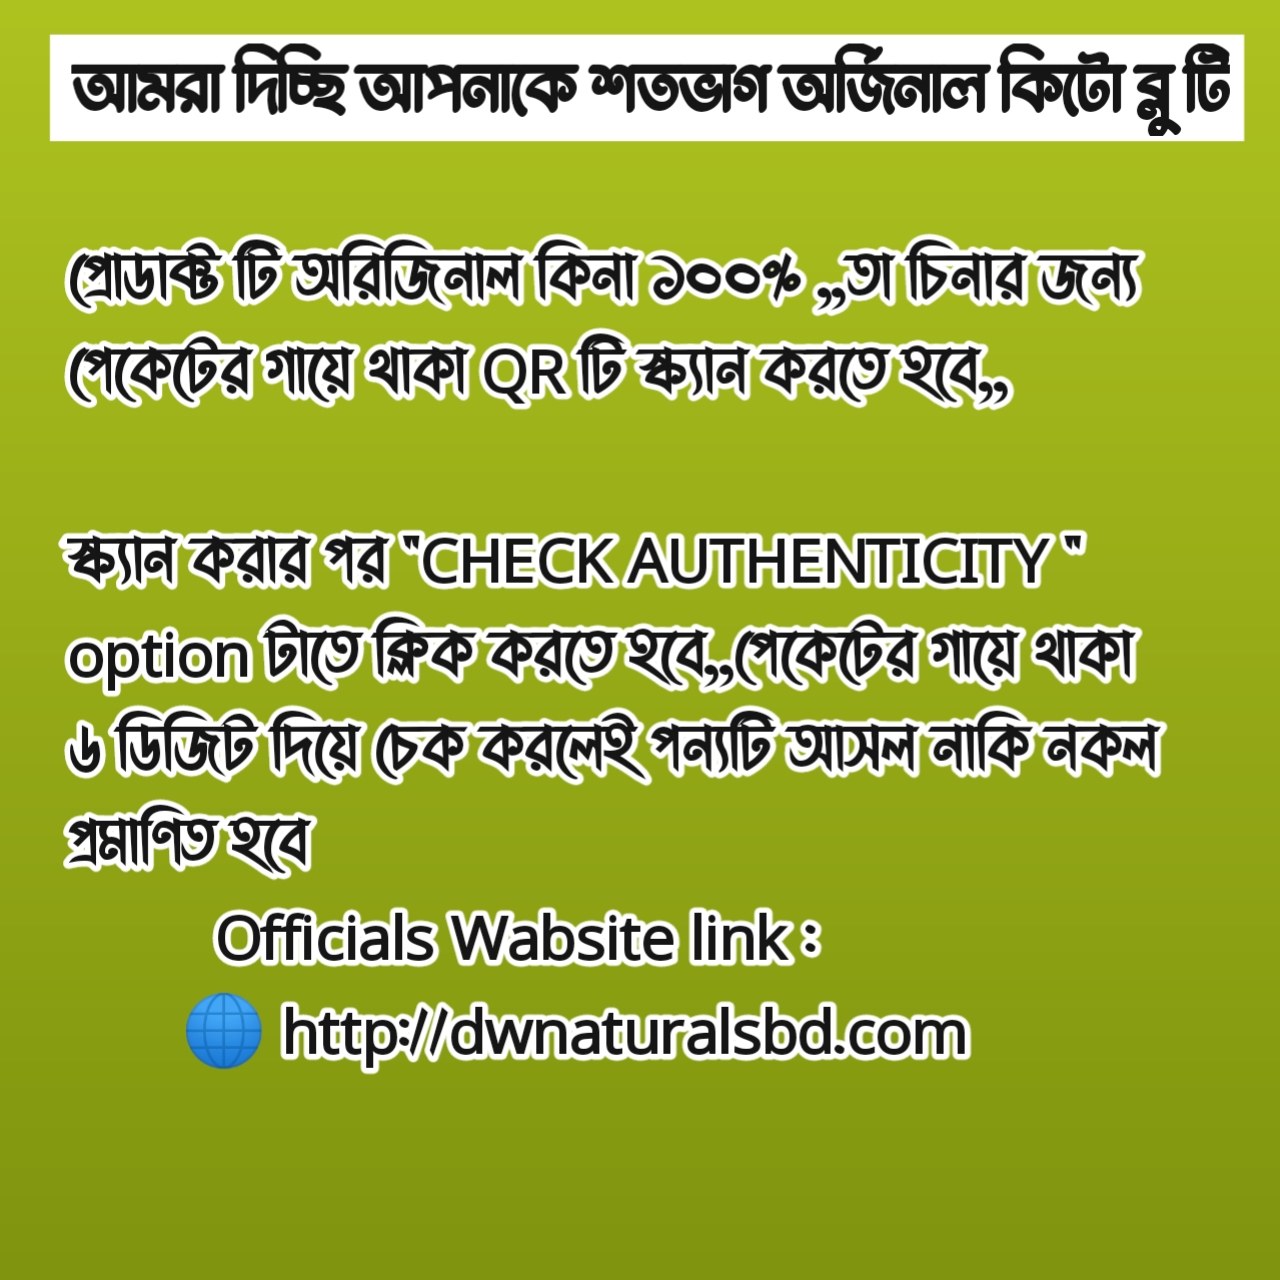 আমরা দিচ্ছি আপনাকে শতভাগ অর্জিনাল কিটো ব্লু টি
প্রোডাক্ট টি অরিজিনাল কিনা ১০০% ,,তা চিনার জন্য
পেকেটের গায়ে থাকা QR টি স্ক্যান করতে হবে,,
স্ক্যান করার পর "CHECK AUTHENTICITY "
option টাতে ক্লিক করতে হবে,,পেকেটের গায়ে থাকা
৬ ডিজিট দিয়ে চেক করলেই পন্যটি আসল নাকি নকল
প্রমাণিত হবে
Officials Wabsite link :
http://dwnaturalsbd.com